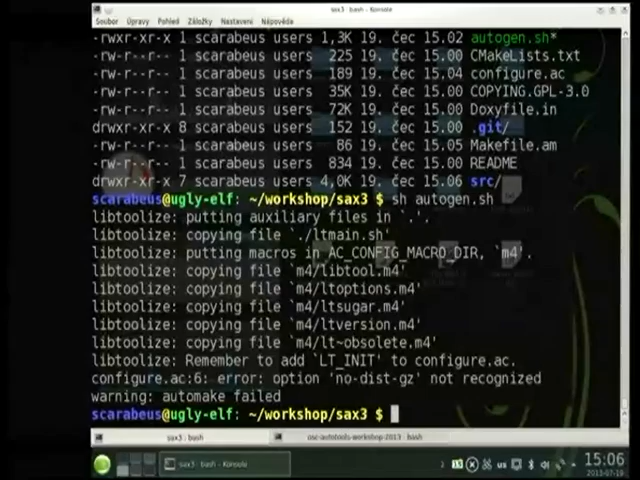 sax3 : bash - Konsole
Soubor Úpravy Pohled Záložky Nastavení Nápověda
-rwxr-xr-x 1 scarabeus users 1,3K 19. čec 15.02 autogen.sh*
-rw-r--r-- 1 scarabeus users 225 19. čec 15.00 CMakeLists.txt
-rw-r--r-- 1 scarabeus users 189 19. čec 15.04 configure.ac
-rw-r--r-- 1 scarabeus users 35K 19. čec 15.00 COPYING.GPL-3.0
-rw-r--r-- 1 scarabeus users 72K 19. čec 15.00 Doxyfile.in
drwxr-xr-x 8 scarabeus users 152 19. čec 15.00 .git/
-rw-r--r-- 1 scarabeus users 86 19. čec 15.05 Makefile.am
-rw-r--r-- 1 scarabeus users 834 19. čec 15.00 README
drwxr-xr-x 7 scarabeus users 4,0K 19. čec 15.06 src/
scarabeus@ugly-elf: ~/workshop/sax3 $ sh autogen.sh
libtoolize: putting auxiliary files in `.'.
libtoolize: copying file `./ltmain.sh'
libtoolize: putting macros in AC_CONFIG_MACRO_DIR, `m4'.
libtoolize: copying file `m4/libtool.m4'
libtoolize: copying file `m4/ltoptions.m4'
libtoolize: copying file `m4/ltsugar.m4'
libtoolize: copying file `m4/ltversion.m4'
libtoolize: copying file `m4/lt~obsolete.m4'
libtoolize: Remember to add `LT_INIT' to configure.ac.
configure.ac:6: error: option 'no-dist-gz' not recognized
warning: automake failed
scarabeus@ugly-elf: ~/workshop/sax3 $
sax3 : bash
osc-autotools-workshop-2013 : bash
sax3 : bash - Konsole
us
15:06
2013-07-19